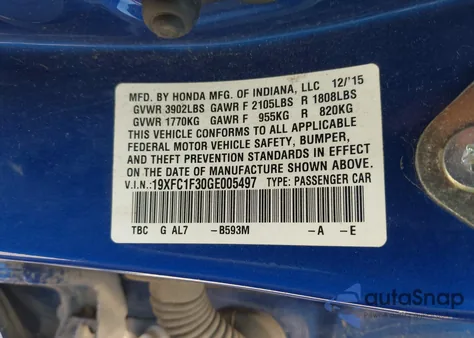 MFD. BY HONDA MFG. OF INDIANA, LLC 12/'15
GVWR 3902LBS GAWR F 2105LBS R 1808LBS
GVWR 1770KG GAWR F 955KG R 820KG
THIS VEHICLE CONFORMS TO ALL APPLICABLE
FEDERAL MOTOR VEHICLE SAFETY, BUMPER,
AND THEFT PREVENTION STANDARDS IN EFFECT
ON THE DATE OF MANUFACTURE SHOWN ABOVE.
V.I.N.:19XFC1F30GE005497 TYPE: PASSENGER CAR
TBC G AL7 -B593M -A -E
autoSnap